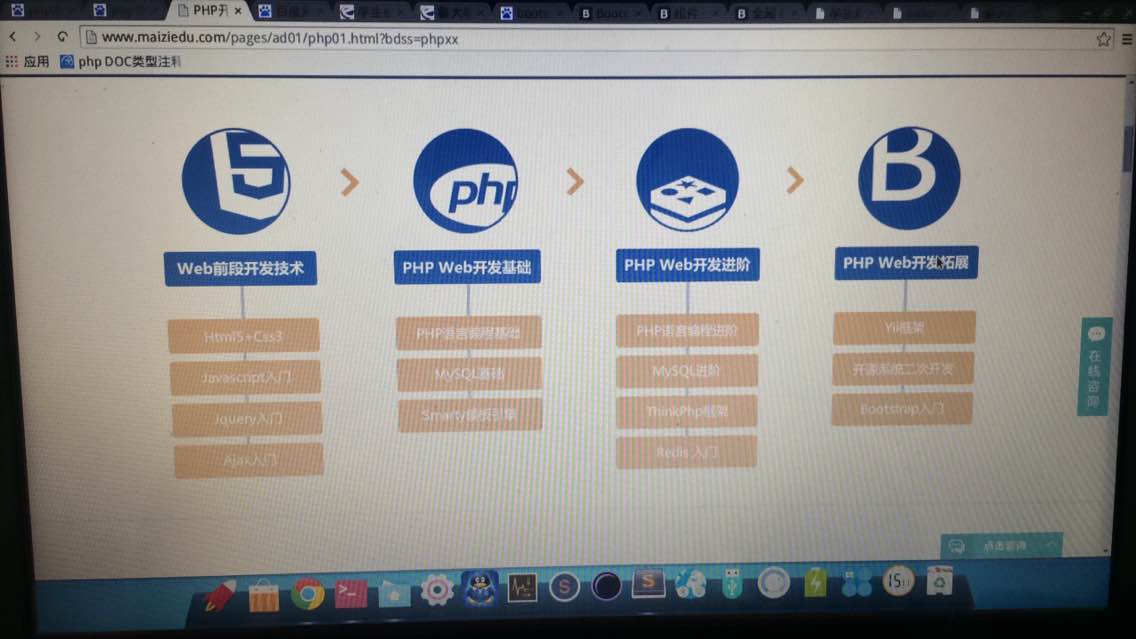 PHP开
www.maiziedu.com/pages/ad01/php01.html?bdss=phpxx
应用 php DOC类型注释
5 php B
Web前段开发技术 PHP Web开发基础 PHP Web开发进阶 PHP Web开发拓展
Html5+Css3 PHP语言编程基础 PHP语言编程进阶 Yii框架
Javascript入门 MySQL基础 MySQL进阶 开源系统二次开发
Jquery入门 Smarty模板引擎 ThinkPhp框架 Bootstrap入门
Ajax入门 Redis 入门
在线咨询
点击咨询